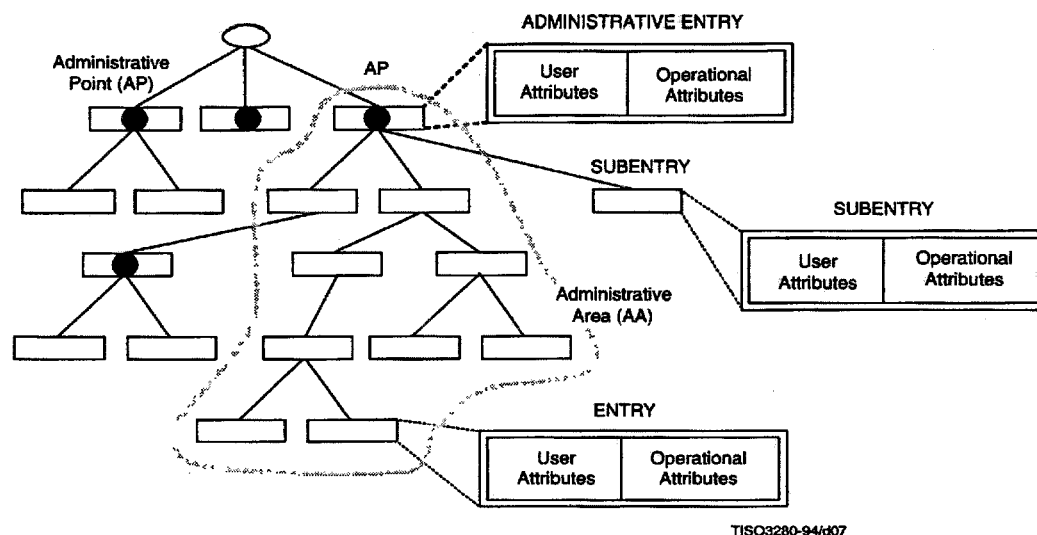 ADMINISTRATIVE ENTRY
Administrative
Point (AP)
AP
User
Attributes
Operational
Attributes
SUBENTRY
SUBENTRY
User
Attributes
Operational
Attributes
Administrative
Area (AA)
ENTRY
User
Attributes
Operational
Attributes
TISO3280-94/d07